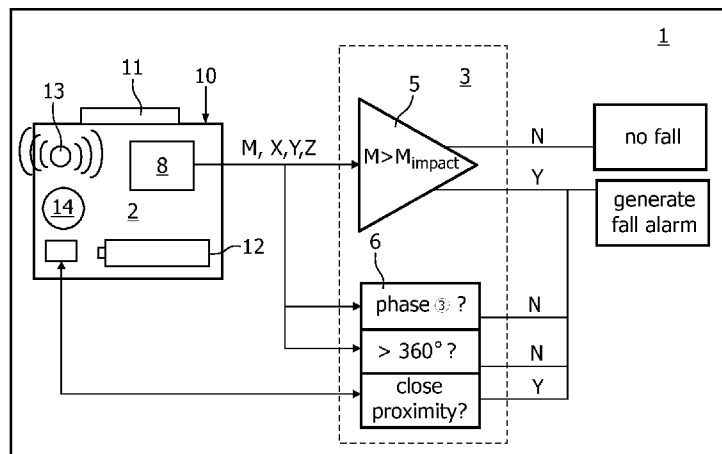 1
3
11
10
13
5
8
M, X,Y,Z
M>Mimpact
N
no fall
Y
generate
fall alarm
14
2
12
6
phase ③ ?
N
> 360° ?
N
close
proximity?
Y